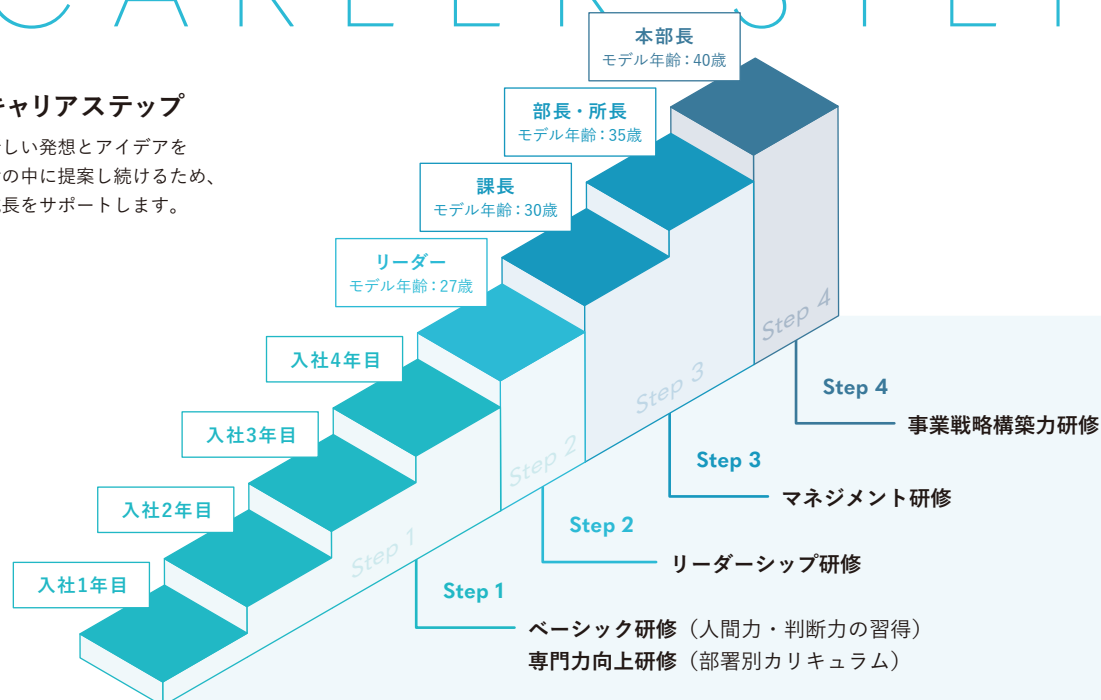 CAREER STEP
キャリアステップ
しい発想とアイデアを
の中に提案し続けるため、
長をサポートします。
本部長
モデル年齢：40歳
部長・所長
モデル年齢：35歳
課長
モデル年齢：30歳
リーダー
モデル年齢：27歳
入社4年目
入社3年目
入社2年目
入社1年目
Step 4
Step 3
Step 2
Step 1
Step 4
事業戦略構築力研修
Step 3
マネジメント研修
Step 2
リーダーシップ研修
Step 1
ベーシック研修（人間力・判断力の習得）
専門力向上研修（部署別カリキュラム）